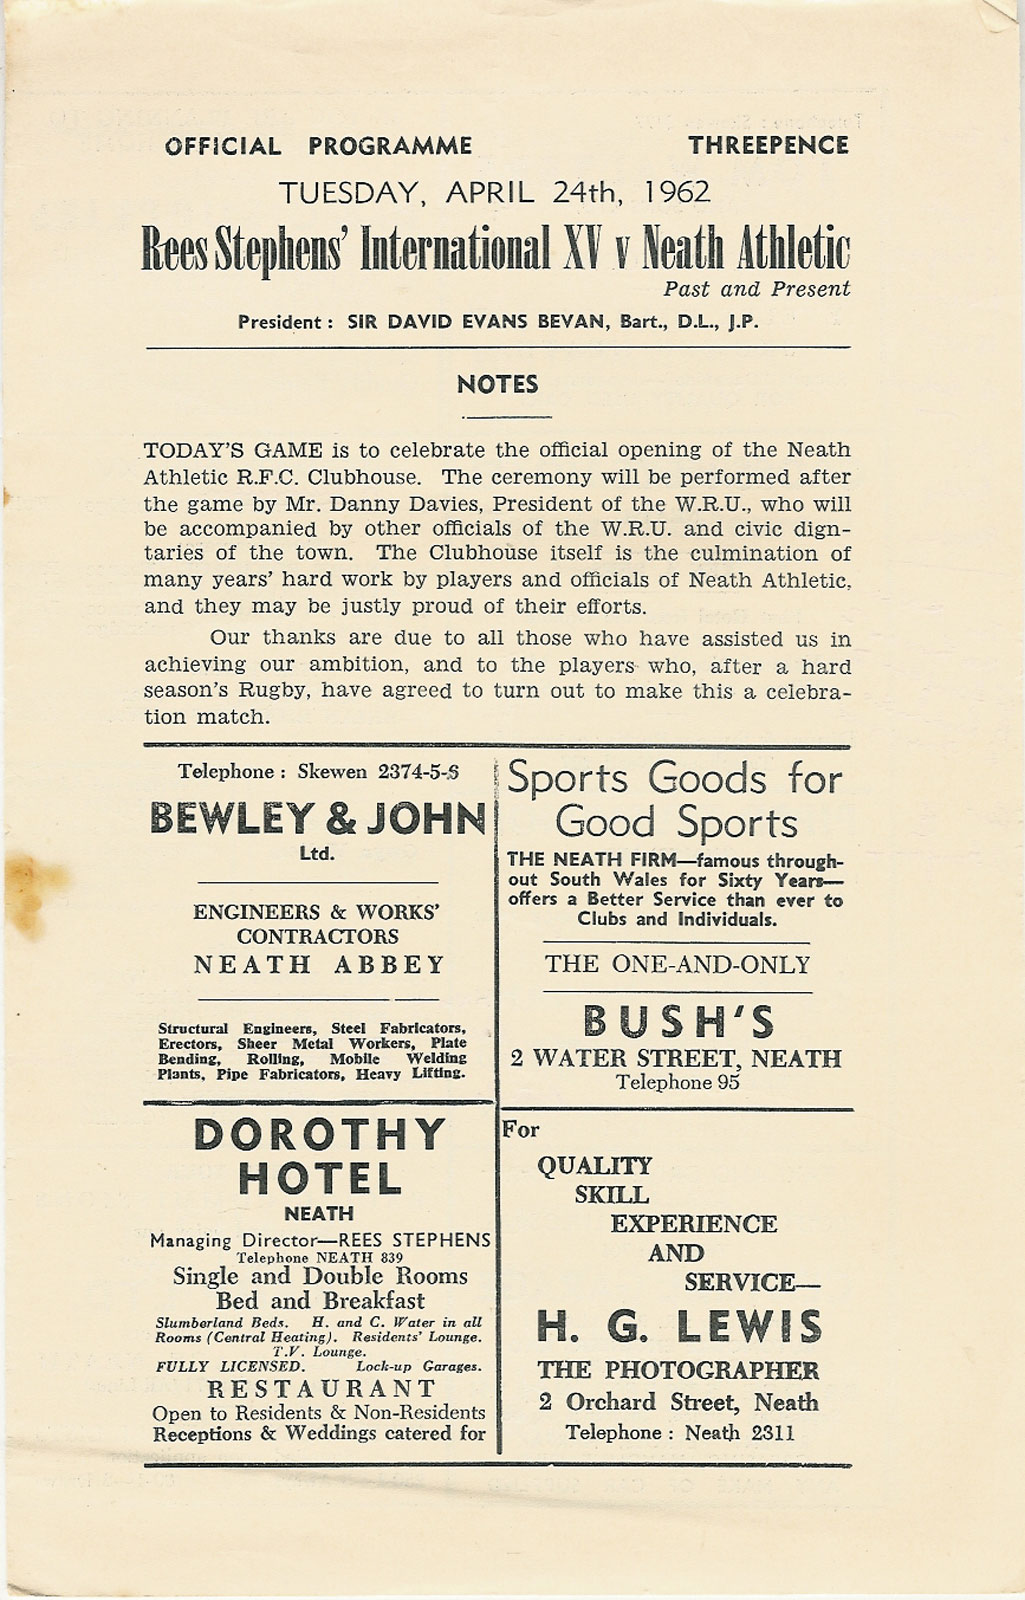 OFFICIAL PROGRAMME THREEPENCE
TUESDAY, APRIL 24th, 1962
Rees Stephens' International XV v Neath Athletic
Past and Present
President : SIR DAVID EVANS BEVAN, Bart., D.L., J.P.
NOTES
TODAY'S GAME is to celebrate the official opening of the Neath
Athletic R.F.C. Clubhouse. The ceremony will be performed after
the game by Mr. Danny Davies, President of the W.R.U., who will
be accompanied by other officials of the W.R.U. and civic dign-
taries of the town. The Clubhouse itself is the culmination of
many years' hard work by players and officials of Neath Athletic,
and they may be justly proud of their efforts.
Our thanks are due to all those who have assisted us in
achieving our ambition, and to the players who, after a hard
season's Rugby, have agreed to turn out to make this a celebra-
tion match.
Telephone : Skewen 2374-5-6
BEWLEY & JOHN
Ltd.
ENGINEERS & WORKS'
CONTRACTORS
NEATH ABBEY
Structural Engineers, Steel Fabricators,
Erectors, Sheer Metal Workers, Plate
Bending, Rolling, Mobile Welding
Plants, Pipe Fabricators, Heavy Lifting.
Sports Goods for
Good Sports
THE NEATH FIRM—famous through-
out South Wales for Sixty Years—
offers a Better Service than ever to
Clubs and Individuals.
THE ONE-AND-ONLY
BUSH'S
2 WATER STREET, NEATH
Telephone 95
DOROTHY
HOTEL
NEATH
Managing Director—REES STEPHENS
Telephone NEATH 839
Single and Double Rooms
Bed and Breakfast
Slumberland Beds. H. and C. Water in all
Rooms (Central Heating). Residents' Lounge.
T.V. Lounge.
FULLY LICENSED. Lock-up Garages.
RESTAURANT
Open to Residents & Non-Residents
Receptions & Weddings catered for
For
QUALITY
SKILL
EXPERIENCE
AND
SERVICE—
H. G. LEWIS
THE PHOTOGRAPHER
2 Orchard Street, Neath
Telephone : Neath 2311